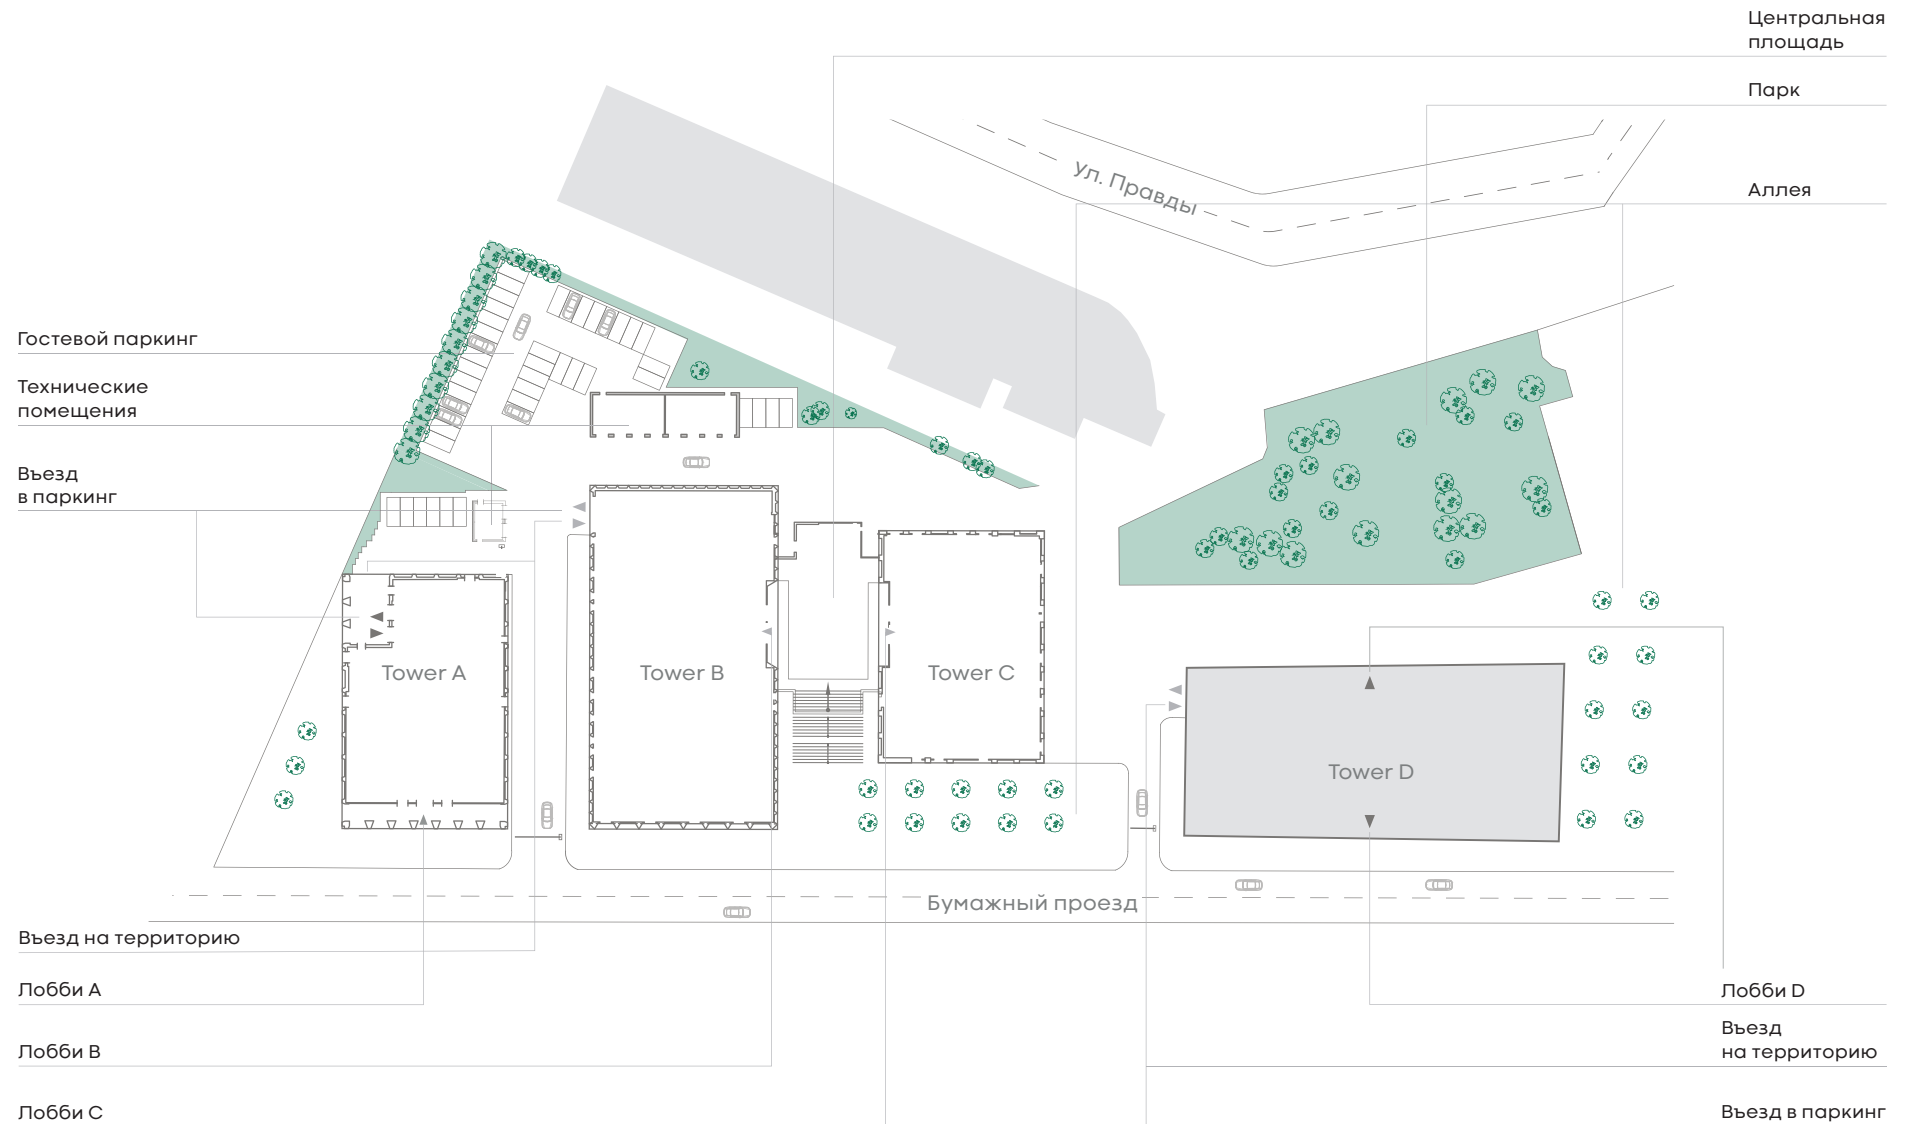 Центральная
площадь
Парк
Ул. Правды
Аллея
Гостевой паркинг
Технические
помещения
Въезд
в паркинг
Tower A
Tower B
Tower C
Tower D
Бумажный проезд
Въезд на территорию
Лобби A
Лобби B
Лобби C
Лобби D
Въезд
на территорию
Въезд в паркинг